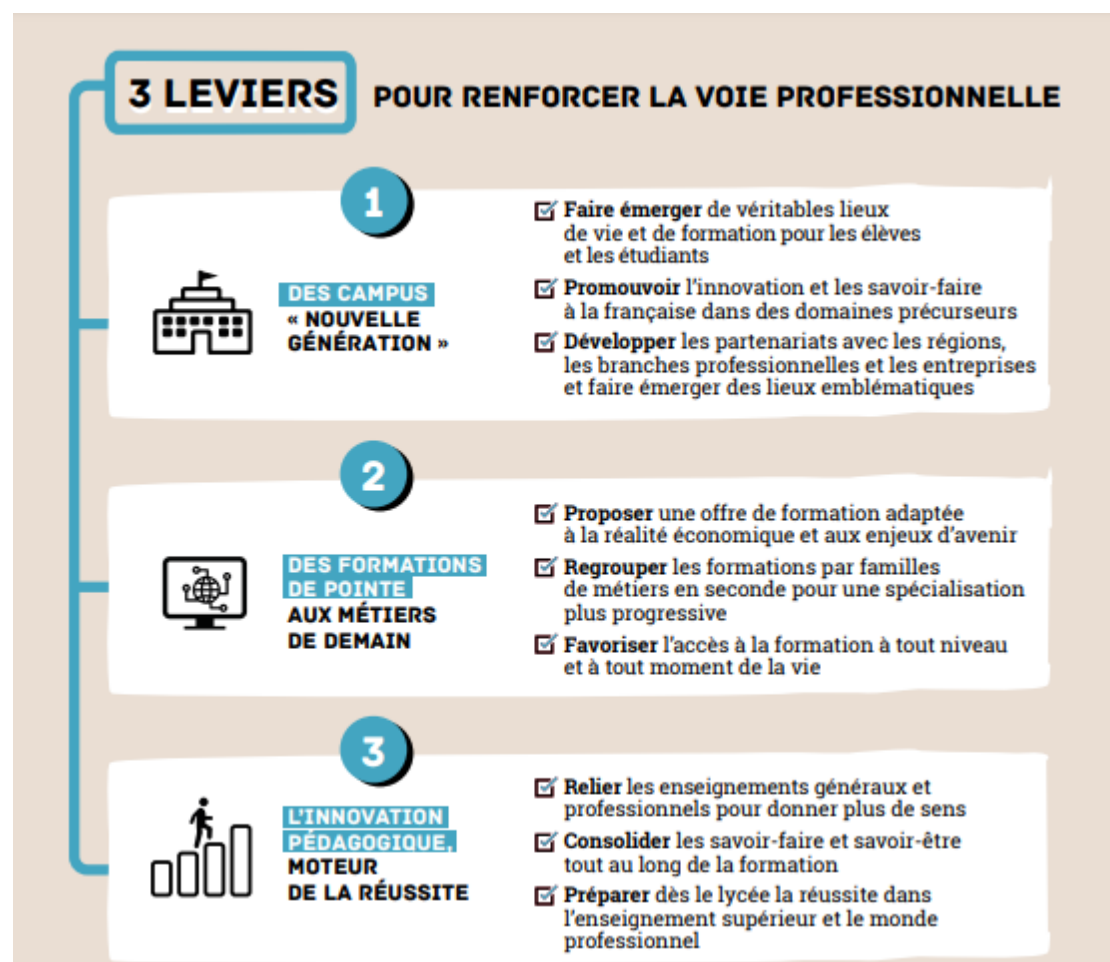 3 LEVIERS POUR RENFORCER LA VOIE PROFESSIONNELLE
1
DES CAMPUS
« NOUVELLE
GÉNÉRATION »
Faire émerger de véritables lieux
de vie et de formation pour les élèves
et les étudiants
Promouvoir l'innovation et les savoir-faire
à la française dans des domaines précurseurs
Développer les partenariats avec les régions,
les branches professionnelles et les entreprises
et faire émerger des lieux emblématiques
2
DES FORMATIONS
DE POINTE
AUX MÉTIERS
DE DEMAIN
Proposer une offre de formation adaptée
à la réalité économique et aux enjeux d'avenir
Regrouper les formations par familles
de métiers en seconde pour une spécialisation
plus progressive
Favoriser l'accès à la formation à tout niveau
et à tout moment de la vie
3
L'INNOVATION
PÉDAGOGIQUE,
MOTEUR
DE LA RÉUSSITE
Relier les enseignements généraux et
professionnels pour donner plus de sens
Consolider les savoir-faire et savoir-être
tout au long de la formation
Préparer dès le lycée la réussite dans
l'enseignement supérieur et le monde
professionnel